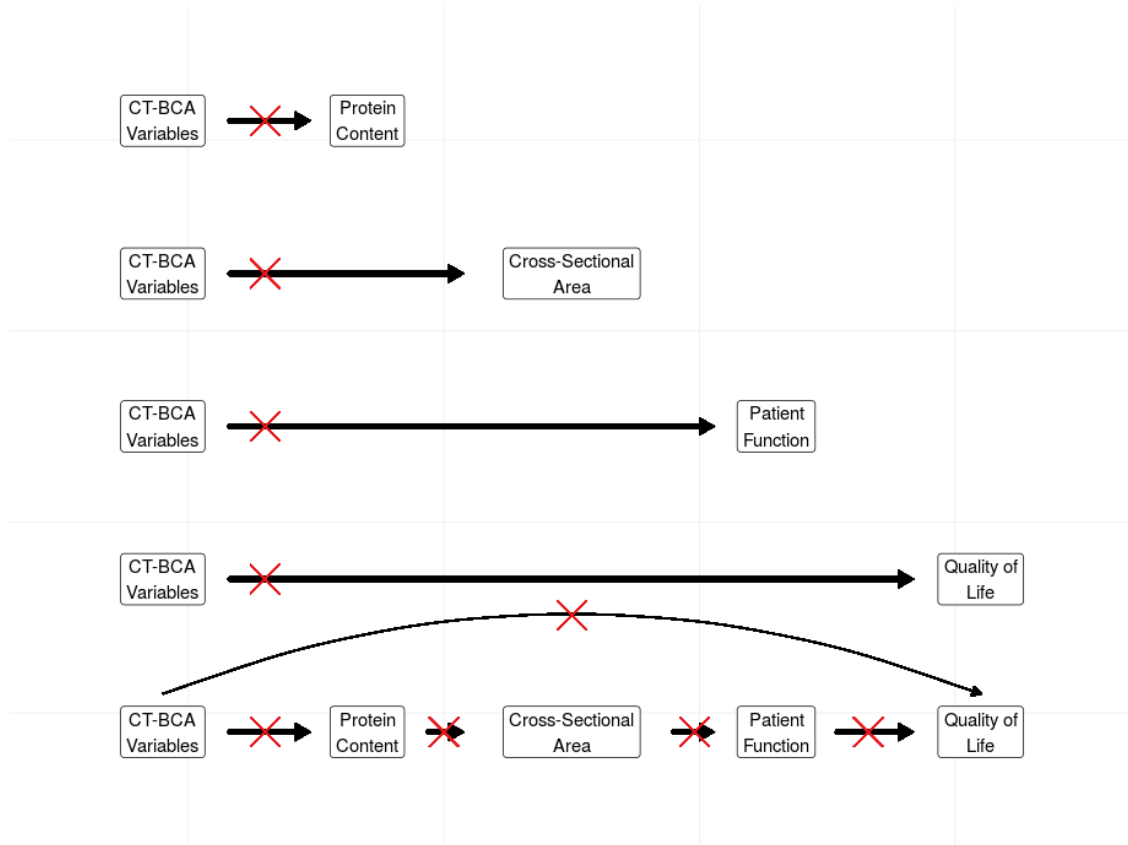 CT-BCA
Variables
Protein
Content
CT-BCA
Variables
Cross-Sectional
Area
CT-BCA
Variables
Patient
Function
CT-BCA
Variables
Quality of
Life
CT-BCA
Variables
Protein
Content
Cross-Sectional
Area
Patient
Function
Quality of
Life